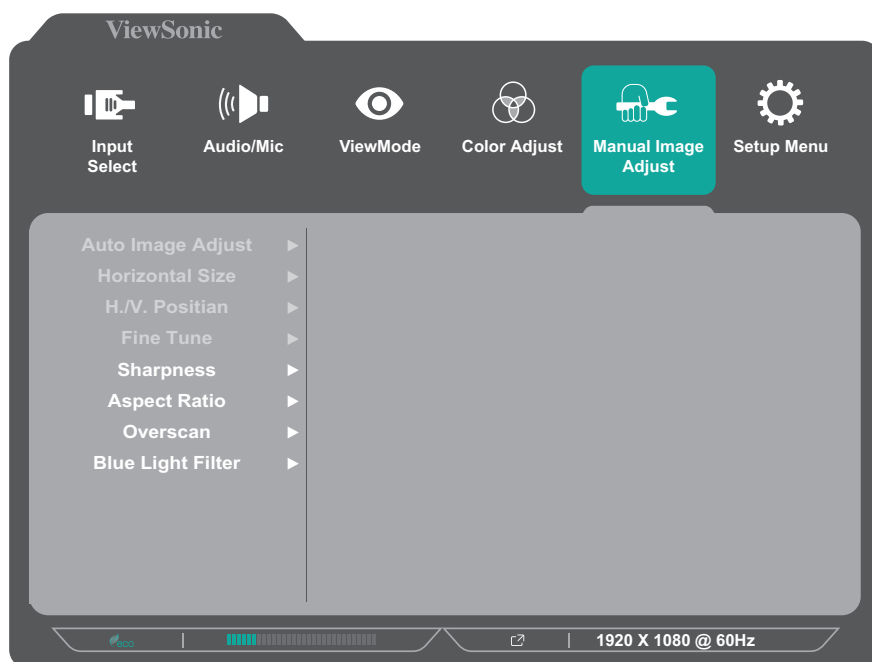 ViewSonic
Input
Select
Audio/Mic
ViewMode
Color Adjust
Manual Image
Adjust
Setup Menu
Auto Image Adjust
Horizontal Size
H./V. Positian
Fine Tune
Sharpness
Aspect Ratio
Overscan
Blue Light Filter
eco
1920 X 1080 @ 60Hz